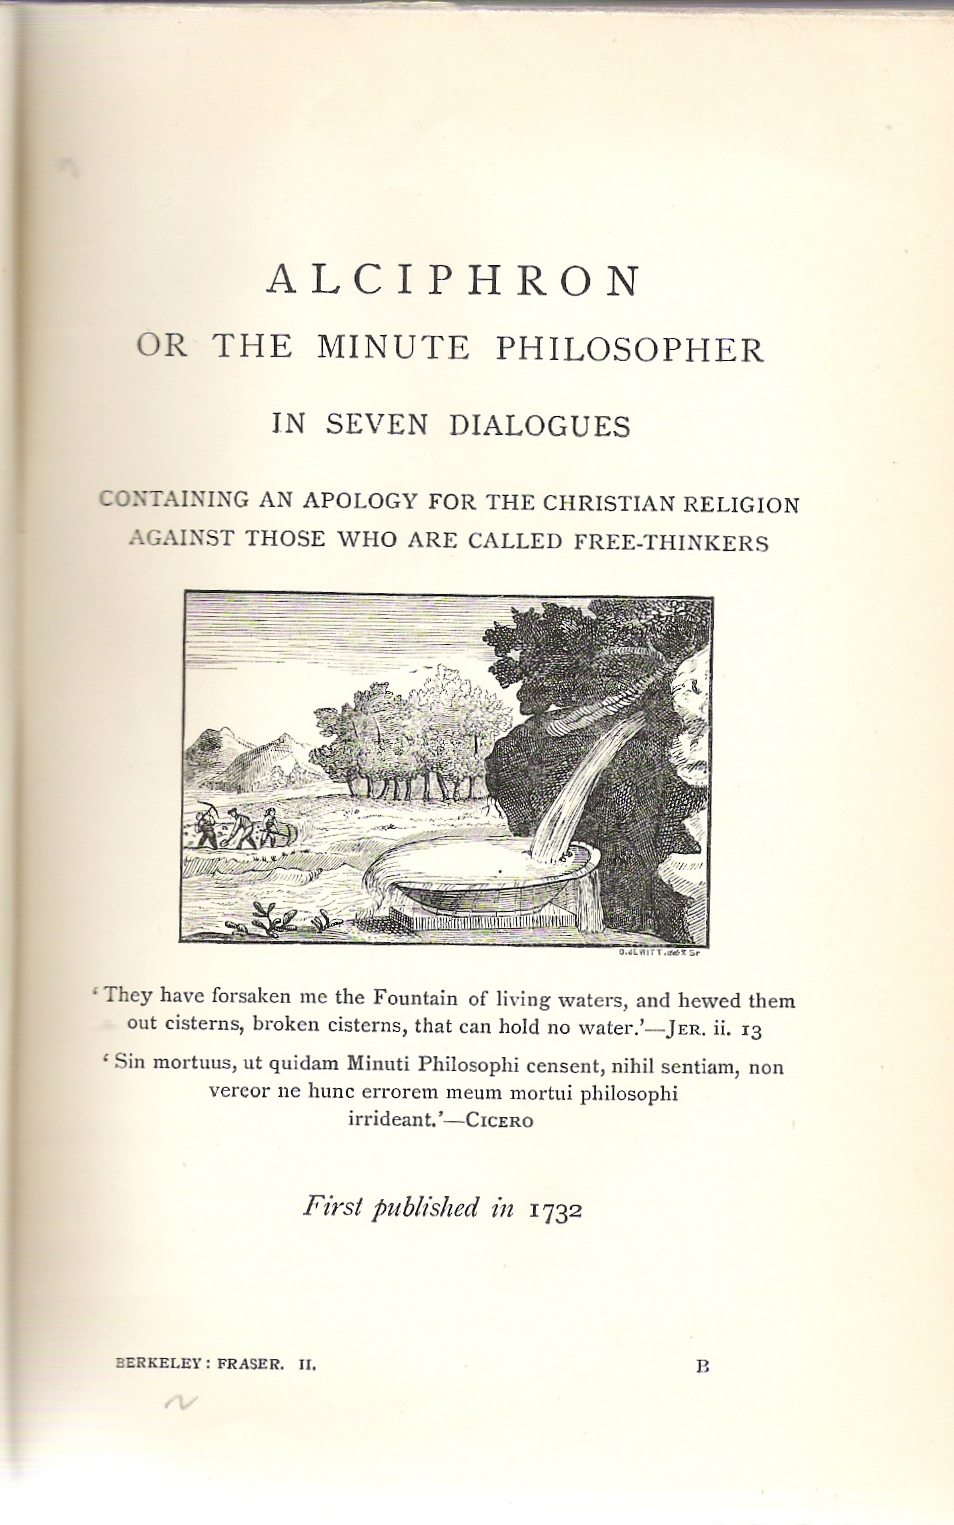 ALCIPHRON
OR THE MINUTE PHILOSOPHER
IN SEVEN DIALOGUES
CONTAINING AN APOLOGY FOR THE CHRISTIAN RELIGION
AGAINST THOSE WHO ARE CALLED FREE-THINKERS
O. JEWITT.
‘They have forsaken me the Fountain of living waters, and hewed them
out cisterns, broken cisterns, that can hold no water.’—JER. ii. 13
‘Sin mortuus, ut quidam Minuti Philosophi censent, nihil sentiam, non
vereor ne hunc errorem meum mortui philosophi
irrideant.’—CICERO
First published in 1732
BERKELEY: FRASER. II.
B